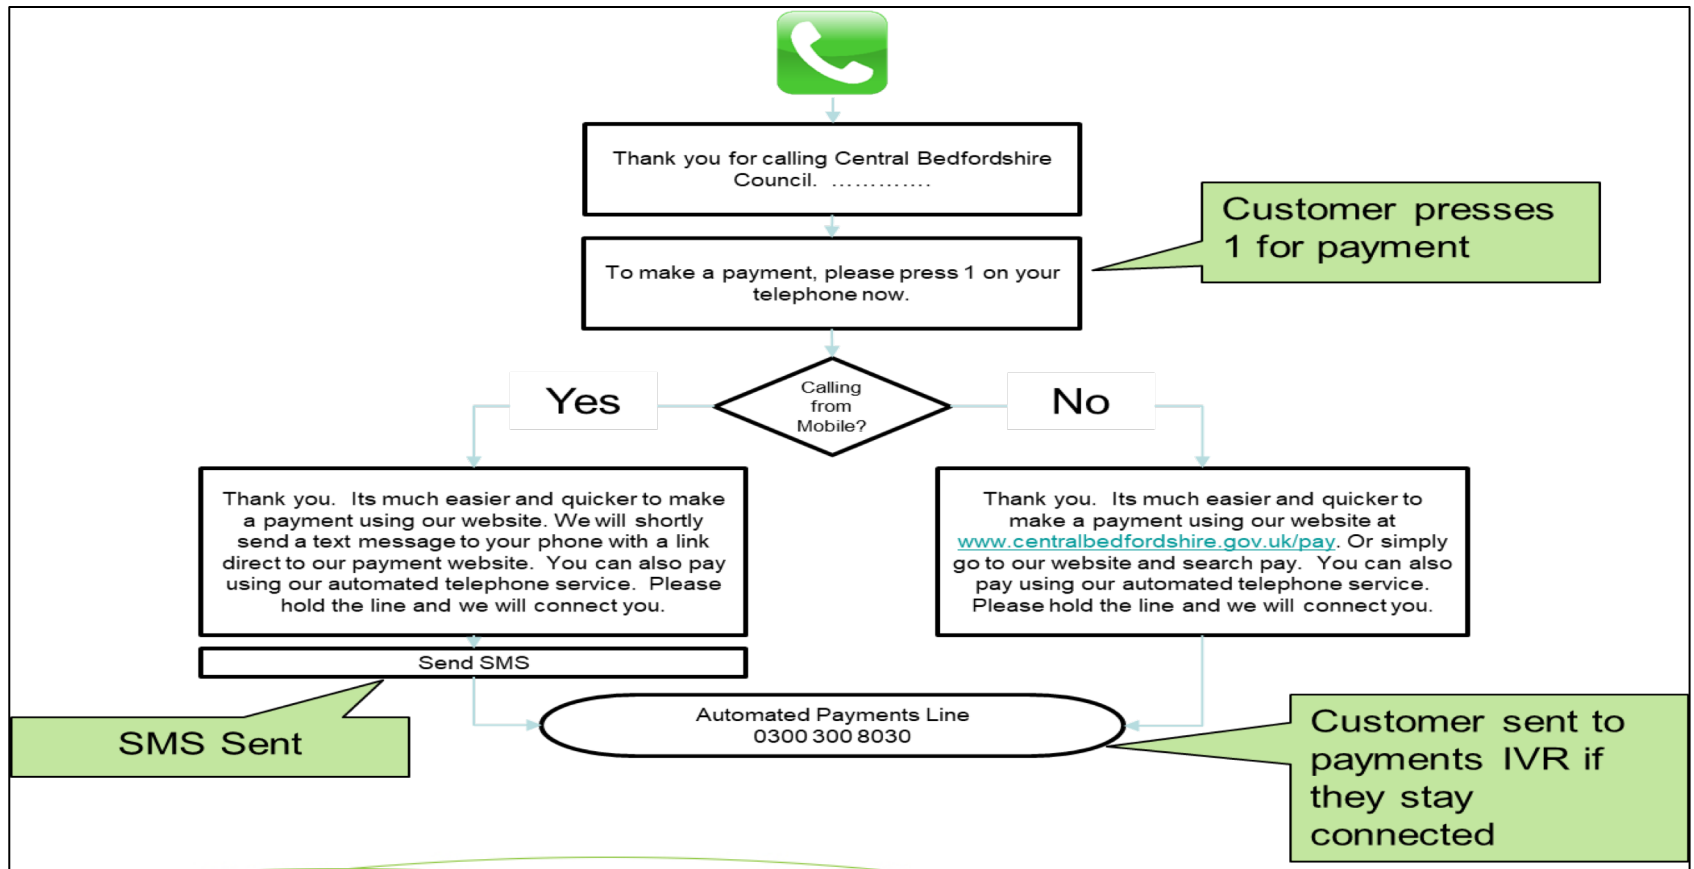 Thank you for calling Central Bedfordshire
Council. .............
Customer presses
1 for payment
To make a payment, please press 1 on your
telephone now.
Calling
from
Mobile?
Yes
No
Thank you. Its much easier and quicker to make
a payment using our website. We will shortly
send a text message to your phone with a link
direct to our payment website. You can also pay
using our automated telephone service. Please
hold the line and we will connect you.
Thank you. Its much easier and quicker to
make a payment using our website at
www.centralbedfordshire.gov.uk/pay. Or simply
go to our website and search pay. You can also
pay using our automated telephone service.
Please hold the line and we will connect you.
Send SMS
SMS Sent
Automated Payments Line
0300 300 8030
Customer sent to
payments IVR if
they stay
connected